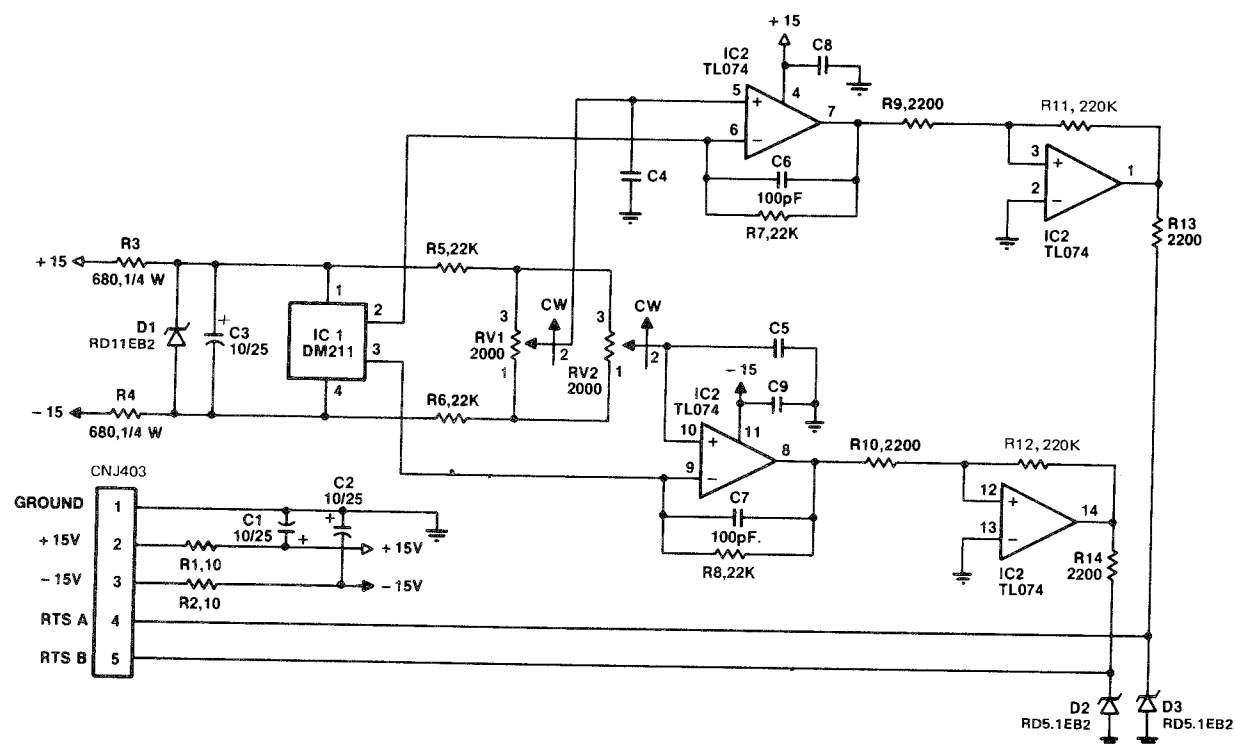 + 15
C8
IC2
TL074
4
5
+
6
−
7
R9,2200
R11, 220K
3
+
2
−
1
IC2
TL074
C4
C6
100pF
R7,22K
R13
2200
R3
+ 15
680,1/4 W
R5,22K
1
2
IC 1
DM211
3
4
D1
RD11EB2
+
C3
10/25
3
CW
RV1
2000
2
1
3
CW
2
RV2
2000
1
R4
− 15
680,1/4 W
R6,22K
C5
− 15
C9
IC2
TL074
11
10
+
9
−
8
R10,2200
R12, 220K
12
+
13
−
14
IC2
TL074
C7
100pF.
R8,22K
R14
2200
CNJ403
GROUND
1
C1
10/25
+
C2
10/25
+
+ 15V
2
R1,10
+ 15V
− 15V
3
R2,10
− 15V
RTS A
4
RTS B
5
D2
RD5.1EB2
D3
RD5.1EB2